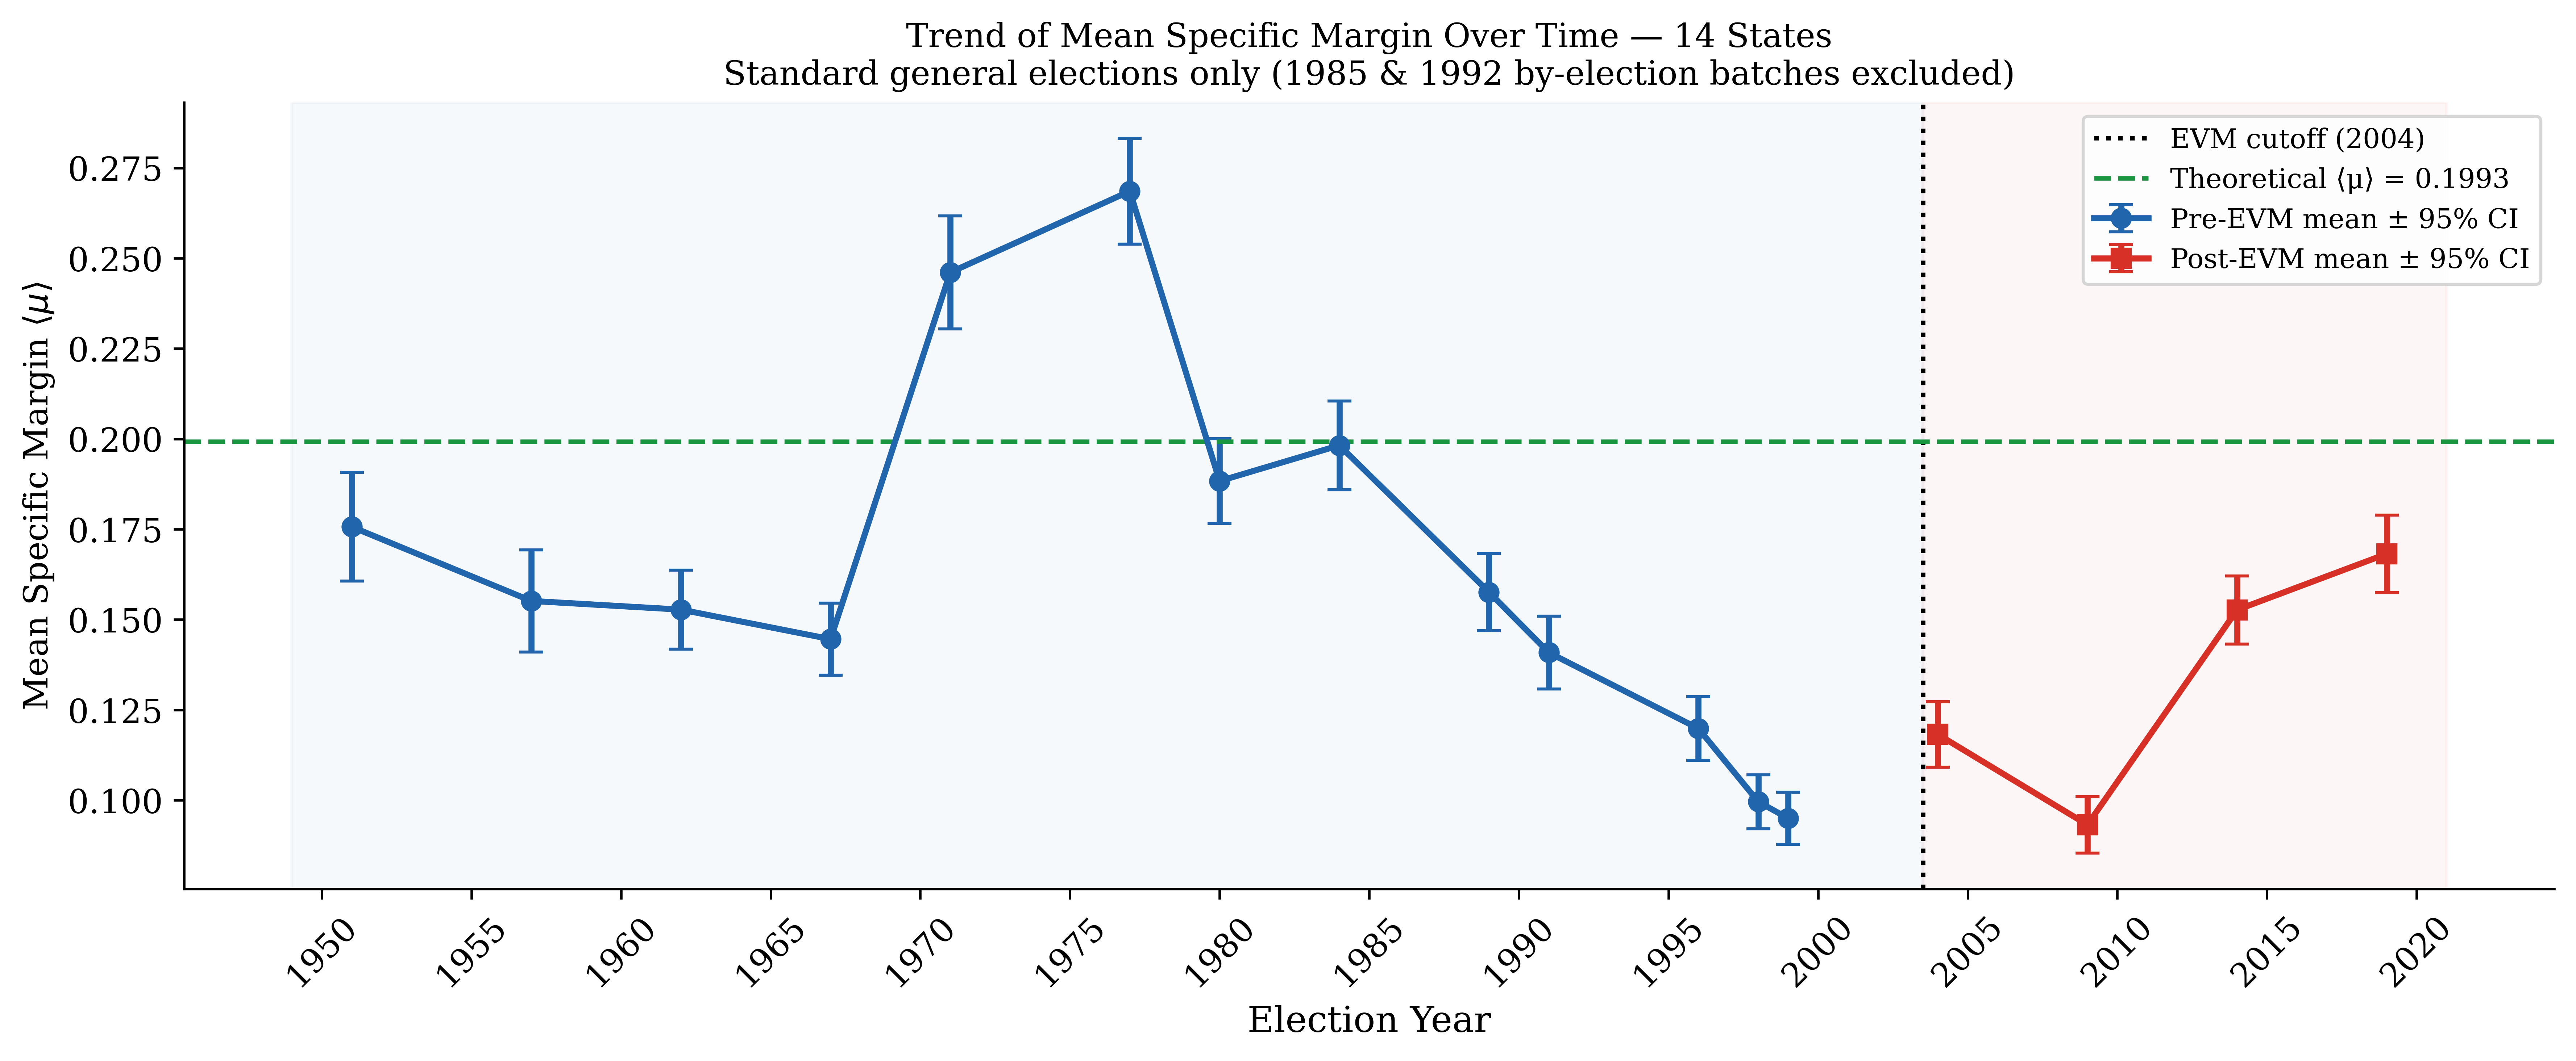 Trend of Mean Specific Margin Over Time — 14 States
Standard general elections only (1985 & 1992 by-election batches excluded)
EVM cutoff (2004)
Theoretical ⟨μ⟩ = 0.1993
Pre-EVM mean ± 95% CI
Post-EVM mean ± 95% CI
Mean Specific Margin ⟨μ⟩
0.275
0.250
0.225
0.200
0.175
0.150
0.125
0.100
1950
1955
1960
1965
1970
1975
1980
1985
1990
1995
2000
2005
2010
2015
2020
Election Year